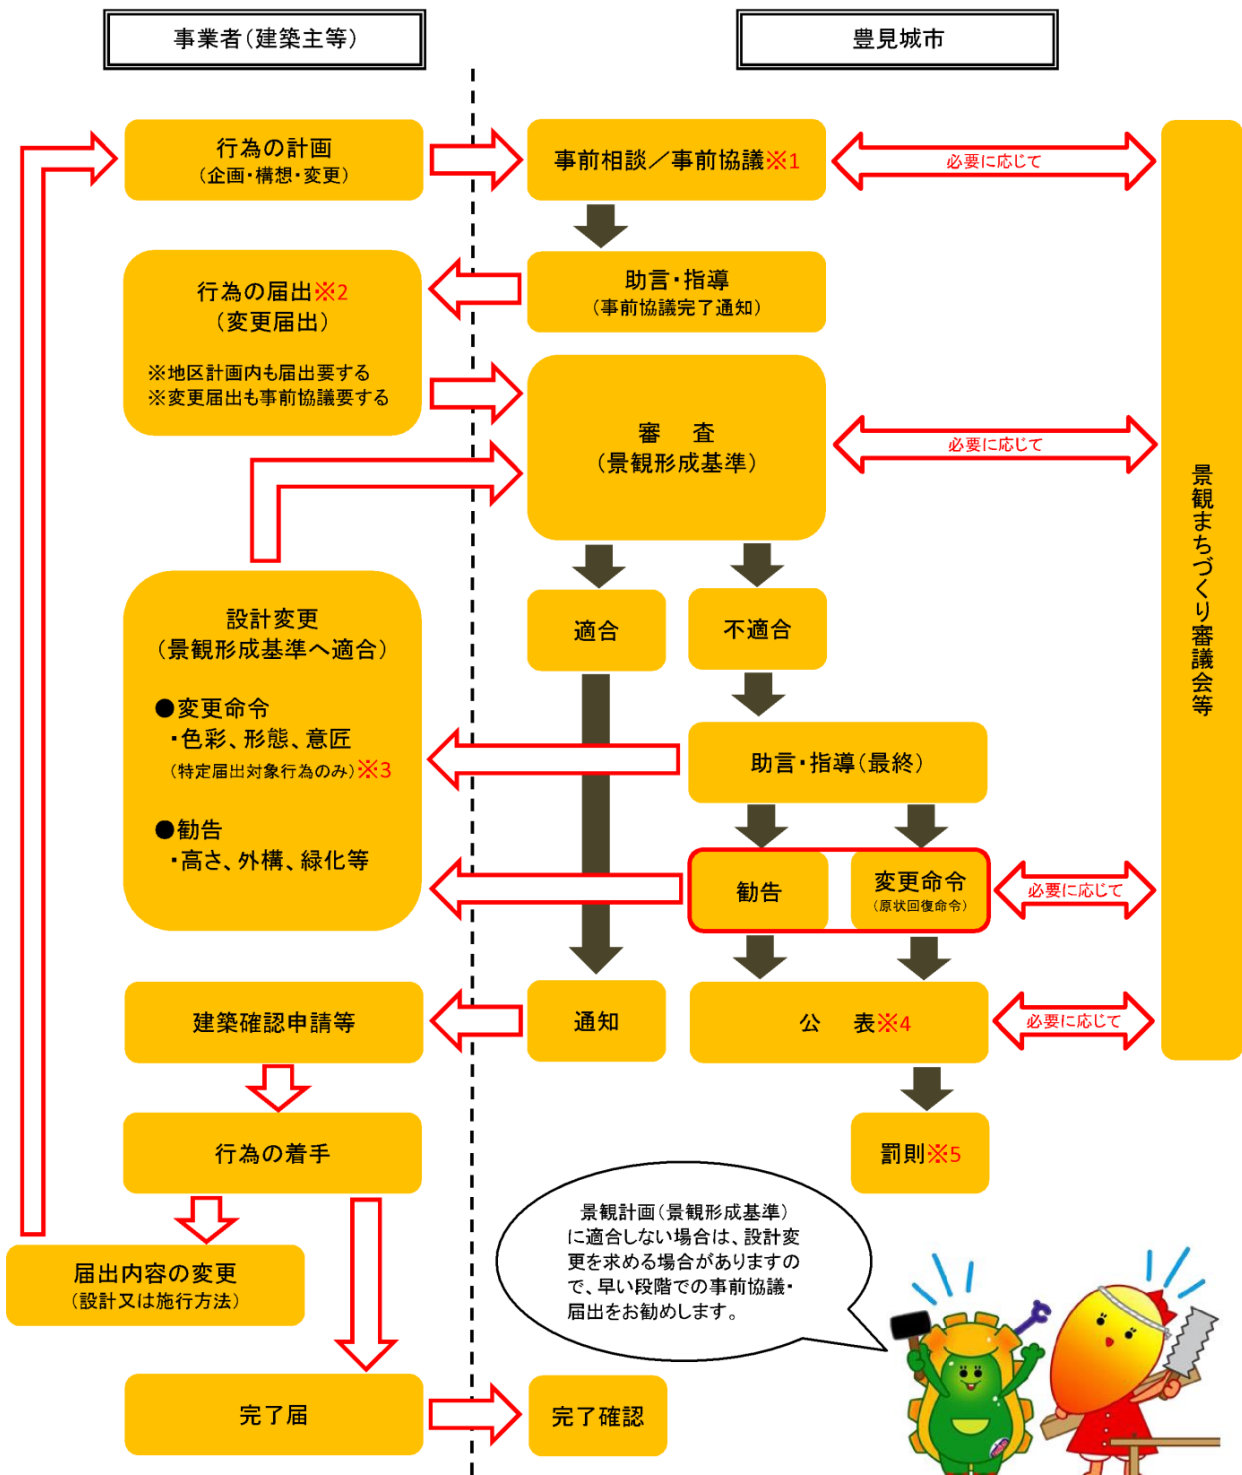 事業者(建築主等)
豊見城市
行為の計画
(企画・構想・変更)
事前相談／事前協議※1
必要に応じて
助言・指導
(事前協議完了通知)
行為の届出※2
(変更届出)
※地区計画内も届出要する
※変更届出も事前協議要する
審　査
(景観形成基準)
必要に応じて
景観まちづくり審議会等
適合
不適合
設計変更
(景観形成基準へ適合)
●変更命令
・色彩、形態、意匠
(特定届出対象行為のみ)※3
●勧告
・高さ、外構、緑化等
助言・指導(最終)
勧告
変更命令
(原状回復命令)
必要に応じて
建築確認申請等
通知
公　表※4
必要に応じて
行為の着手
罰則※5
届出内容の変更
(設計又は施行方法)
景観計画(景観形成基準)
に適合しない場合は、設計変
更を求める場合がありますの
で、早い段階での事前協議・
届出をお勧めします。
完了届
完了確認